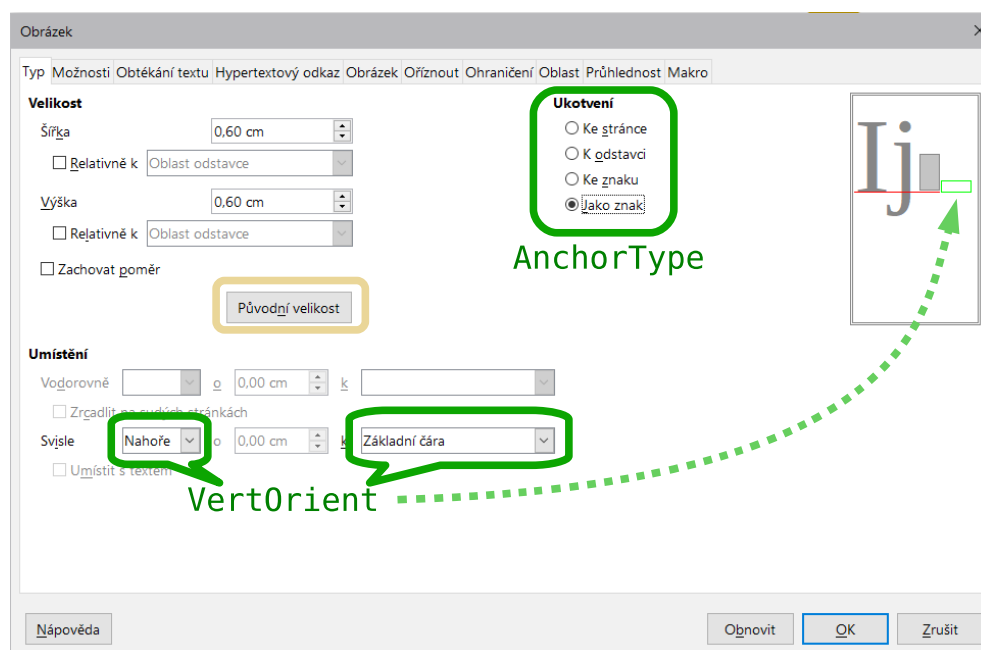 Obrázek
Typ Možnosti Obtékání textu Hypertextový odkaz Obrázek Oříznout Ohraničení Oblast Průhlednost Makro
Velikost
Šířka 0,60 cm
Relativně k Oblast odstavce
Výška 0,60 cm
Relativně k Oblast odstavce
Zachovat poměr
Původní velikost
Ukotvení
Ke stránce
K odstavci
Ke znaku
Jako znak
AnchorType
Ij
Umístění
Vodorovně o 0,00 cm k
Zrcadlit na sudých stránkách
Svisle Nahoře o 0,00 cm k Základní čára
Umístit s textem
VertOrient
Nápověda Obnovit OK Zrušit